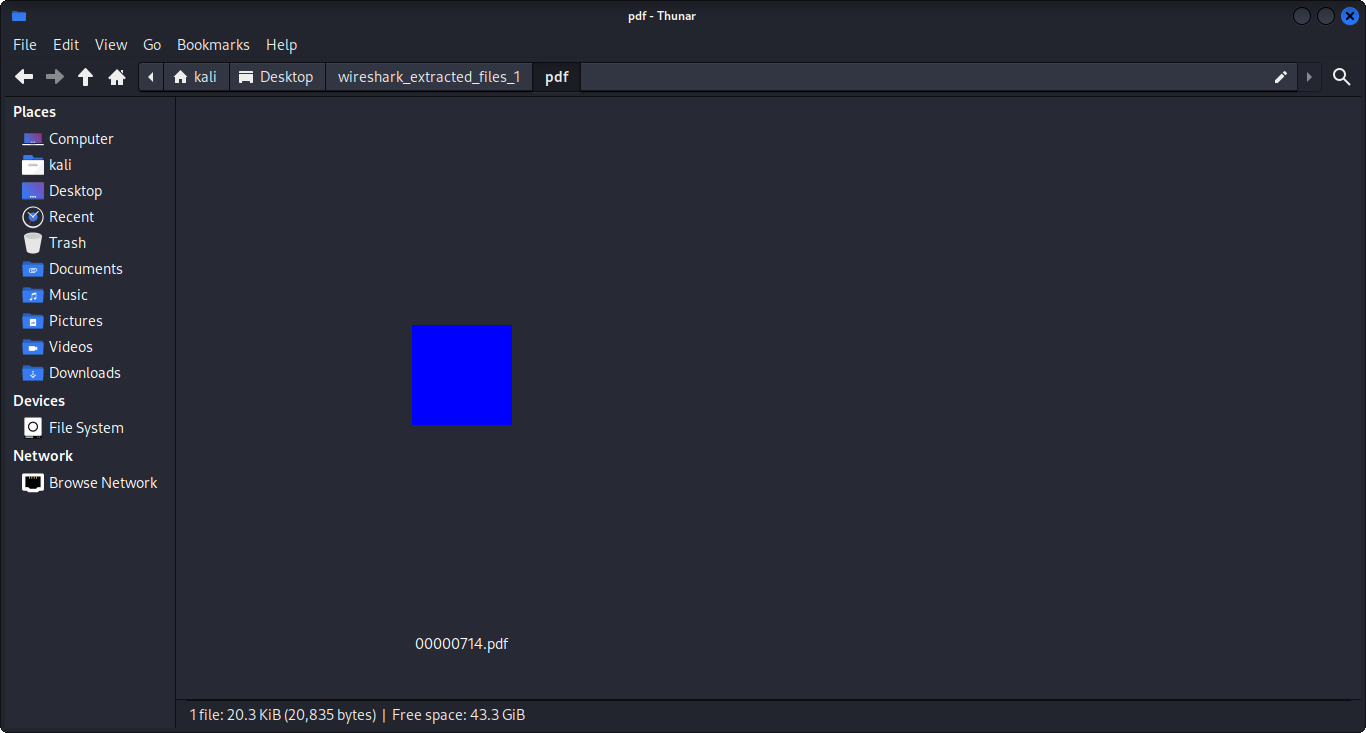 pdf - Thunar
File Edit View Go Bookmarks Help
kali Desktop wireshark_extracted_files_1 pdf
Places
Computer
kali
Desktop
Recent
Trash
Documents
Music
Pictures
Videos
Downloads
Devices
File System
Network
Browse Network
00000714.pdf
1 file: 20.3 KiB (20,835 bytes) | Free space: 43.3 GiB